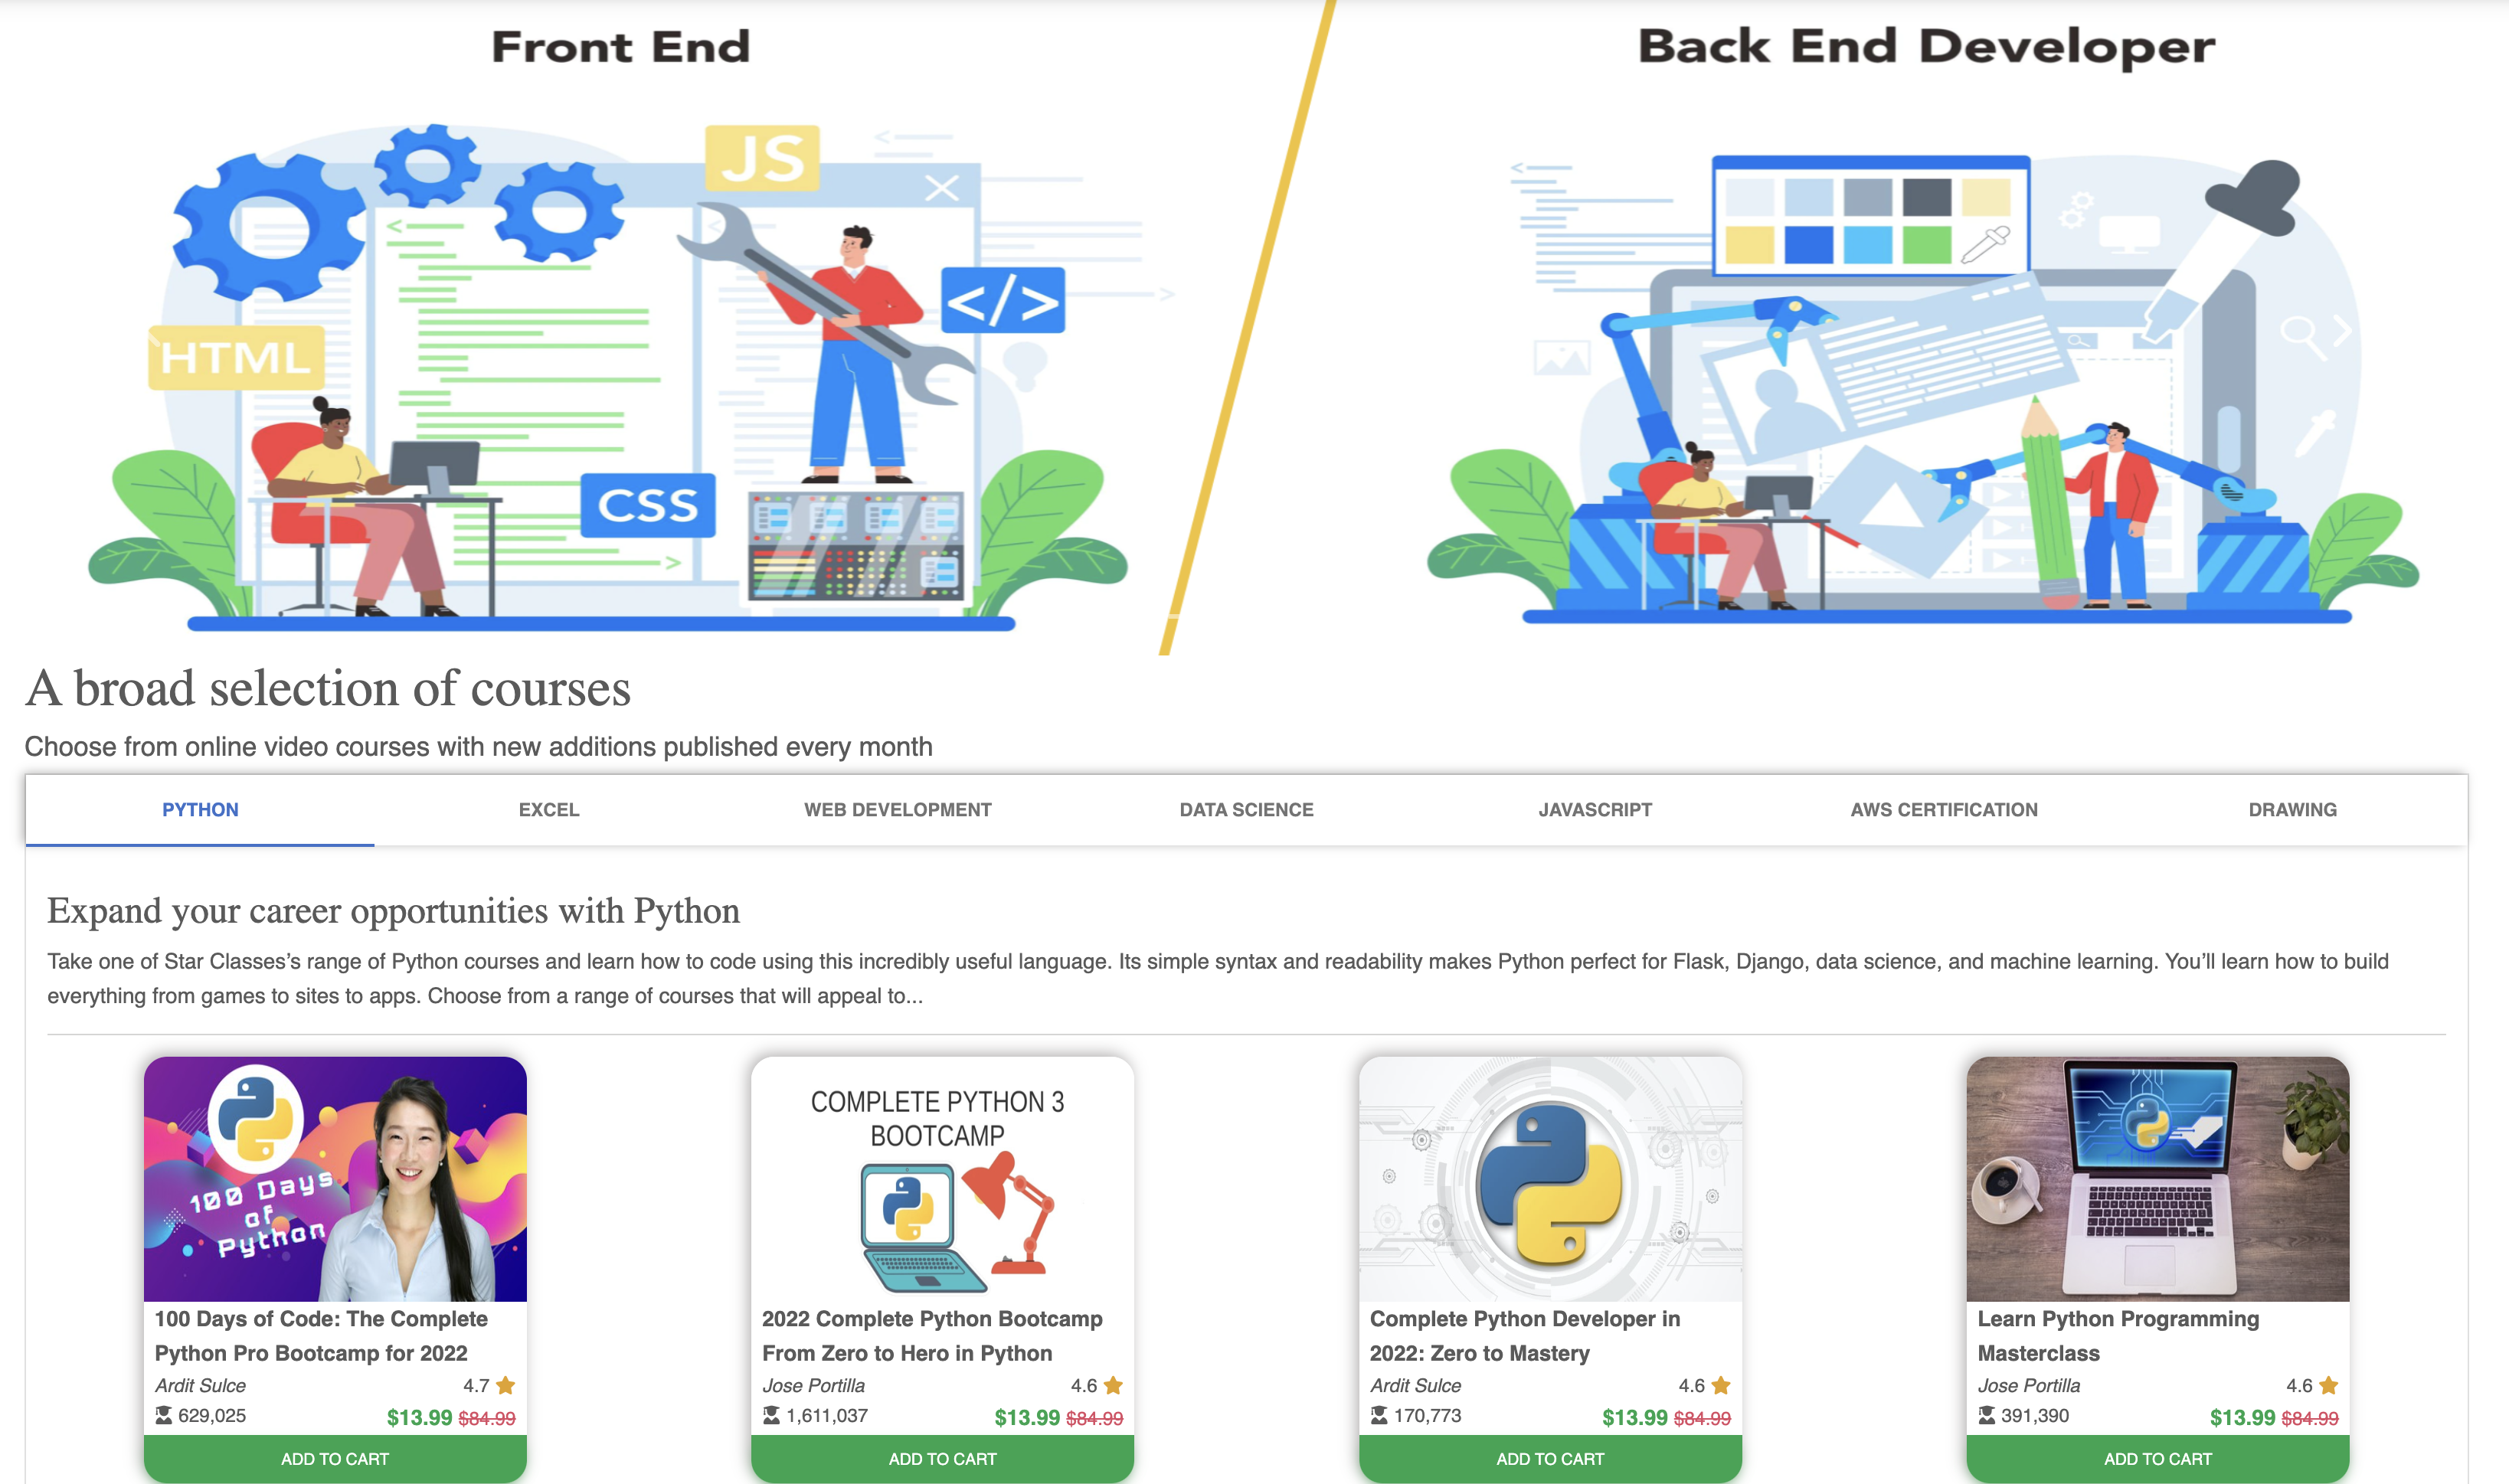 Front End
Back End Developer
JS
</>
HTML
CSS
A broad selection of courses
Choose from online video courses with new additions published every month
PYTHON
EXCEL
WEB DEVELOPMENT
DATA SCIENCE
JAVASCRIPT
AWS CERTIFICATION
DRAWING
Expand your career opportunities with Python
Take one of Star Classes’s range of Python courses and learn how to code using this incredibly useful language. Its simple syntax and readability makes Python perfect for Flask, Django, data science, and machine learning. You’ll learn how to build
everything from games to sites to apps. Choose from a range of courses that will appeal to...
100 Days
of
Python
100 Days of Code: The Complete
Python Pro Bootcamp for 2022
Ardit Sulce 4.7
629,025 $13.99 $84.99
ADD TO CART
COMPLETE PYTHON 3
BOOTCAMP
2022 Complete Python Bootcamp
From Zero to Hero in Python
Jose Portilla 4.6
1,611,037 $13.99 $84.99
ADD TO CART
Complete Python Developer in
2022: Zero to Mastery
Ardit Sulce 4.6
170,773 $13.99 $84.99
ADD TO CART
Learn Python Programming
Masterclass
Jose Portilla 4.6
391,390 $13.99 $84.99
ADD TO CART